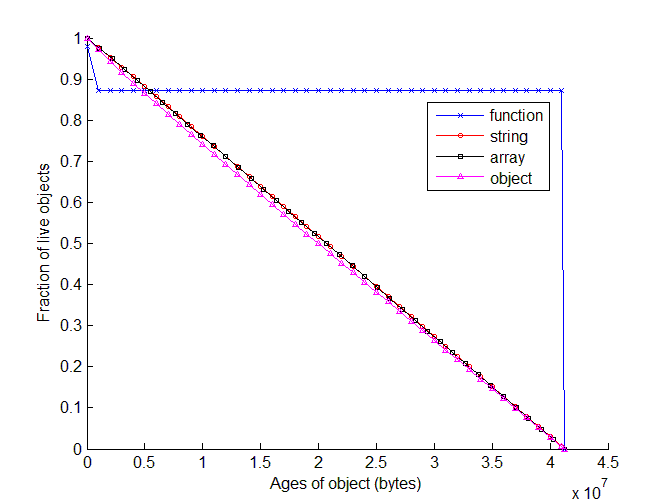 1
0.9
0.8
0.7
0.6
0.5
0.4
0.3
0.2
0.1
0
Fraction of live objects
function
string
array
object
0 0.5 1 1.5 2 2.5 3 3.5 4 4.5
Ages of object (bytes)
x 10^7